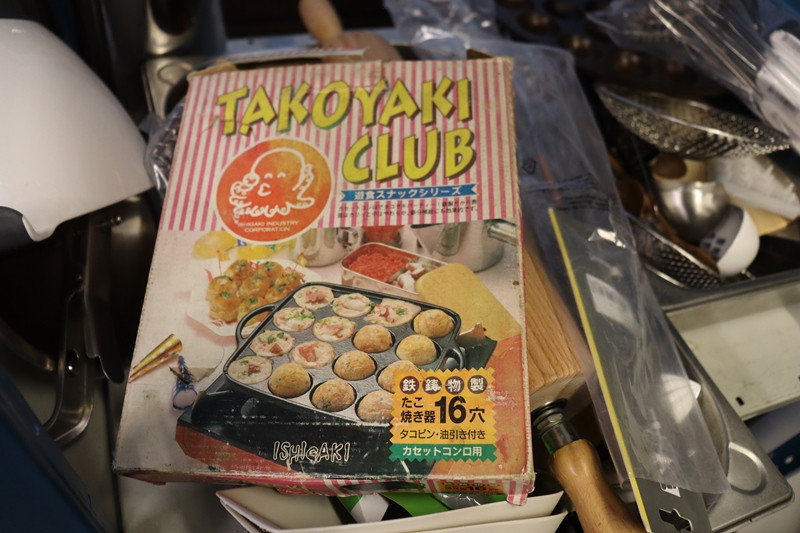 TAKOYAKI
CLUB
遊食スナックシリーズ
ISHIGAKI INDUSTRY
CORPORATION
鉄鋳物製
たこ
焼き器16穴
タコピン・油引き付き
カセットコンロ用
ISHIGAKI